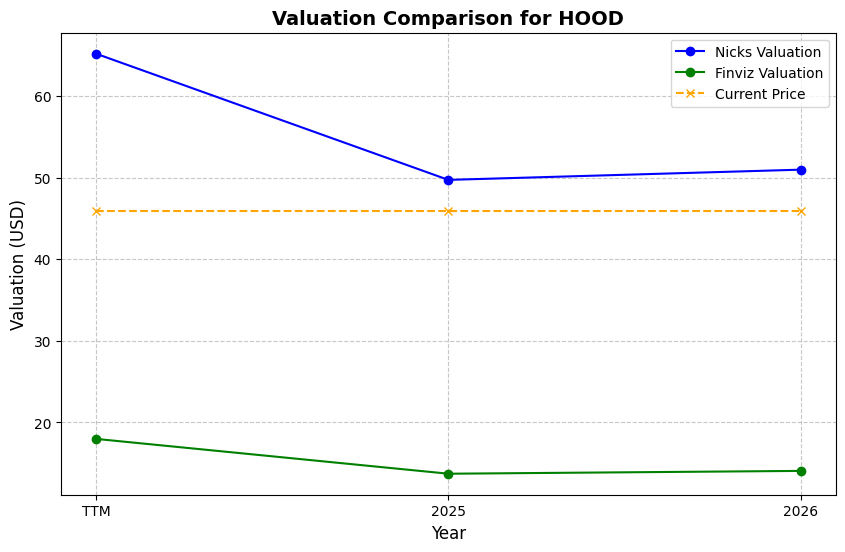 Valuation Comparison for HOOD
Nicks Valuation
Finviz Valuation
Current Price
Valuation (USD)
60
50
40
30
20
TTM
2025
2026
Year